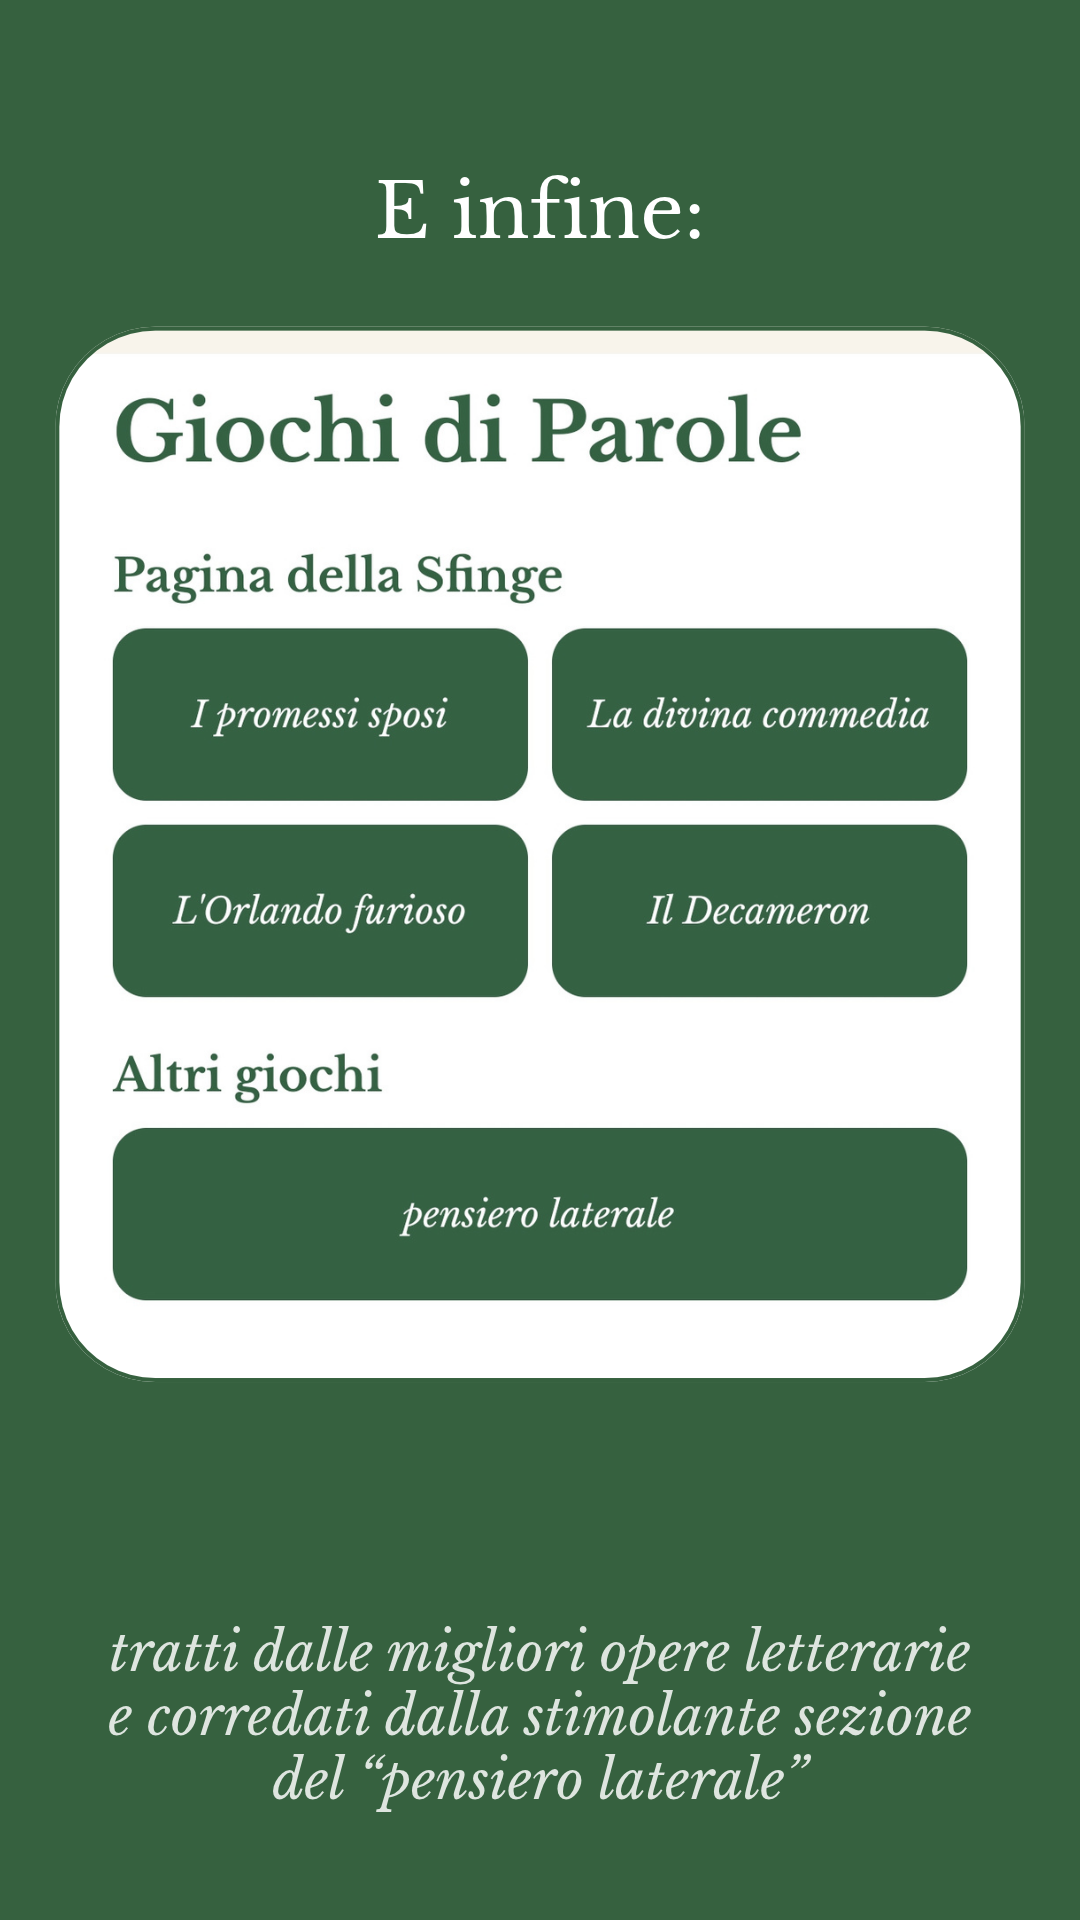 E infine:
Giochi di Parole
Pagina della Sfinge
I promessi sposi
La divina commedia
L'Orlando furioso
Il Decameron
Altri giochi
pensiero laterale
tratti dalle migliori opere letterarie
e corredati dalla stimolante sezione
del “pensiero laterale”